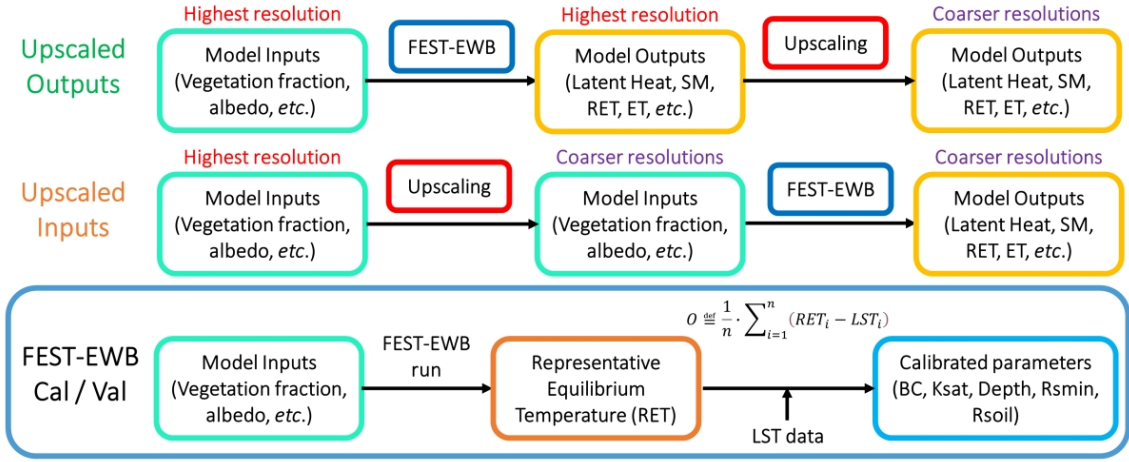 Highest resolution
Highest resolution
Coarser resolutions
Upscaled
Outputs
Model Inputs
(Vegetation fraction,
albedo, etc.)
FEST-EWB
Model Outputs
(Latent Heat, SM,
RET, ET, etc.)
Upscaling
Model Outputs
(Latent Heat, SM,
RET, ET, etc.)
Highest resolution
Coarser resolutions
Coarser resolutions
Upscaled
Inputs
Model Inputs
(Vegetation fraction,
albedo, etc.)
Upscaling
Model Inputs
(Vegetation fraction,
albedo, etc.)
FEST-EWB
Model Outputs
(Latent Heat, SM,
RET, ET, etc.)
FEST-EWB
Cal / Val
Model Inputs
(Vegetation fraction,
albedo, etc.)
FEST-EWB
run
Representative
Equilibrium
Temperature (RET)
O ≝ 1/n · ∑ⁿᵢ₌₁ (RETᵢ − LSTᵢ)
LST data
Calibrated parameters
(BC, Ksat, Depth, Rsmin,
Rsoil)